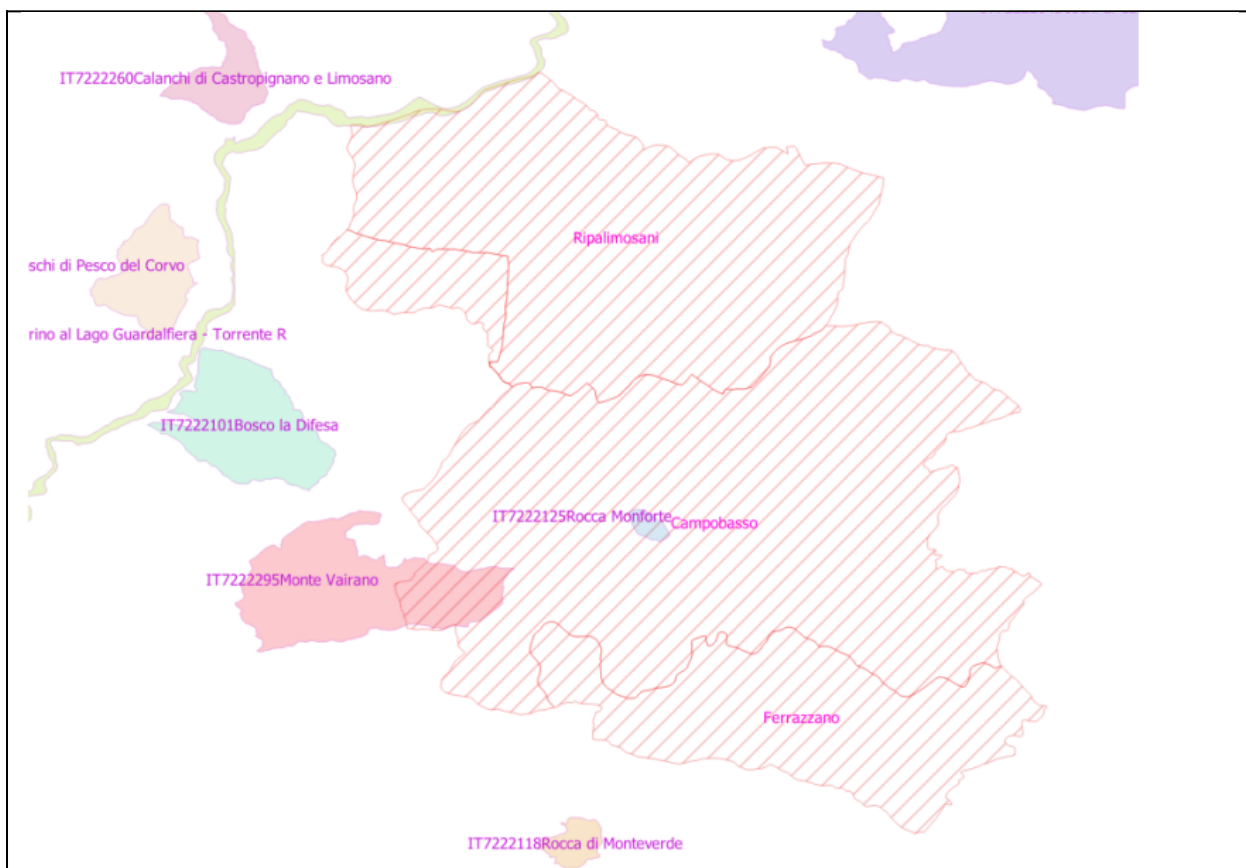 IT7222260Calanchi di Castropignano e Limosano
Ripalimosani
schi di Pesco del Corvo
rino al Lago Guardalfiera - Torrente R
IT7222101Bosco la Difesa
IT7222125Rocca Monforte
Campobasso
IT7222295Monte Vairano
Ferrazzano
IT7222118Rocca di Monteverde